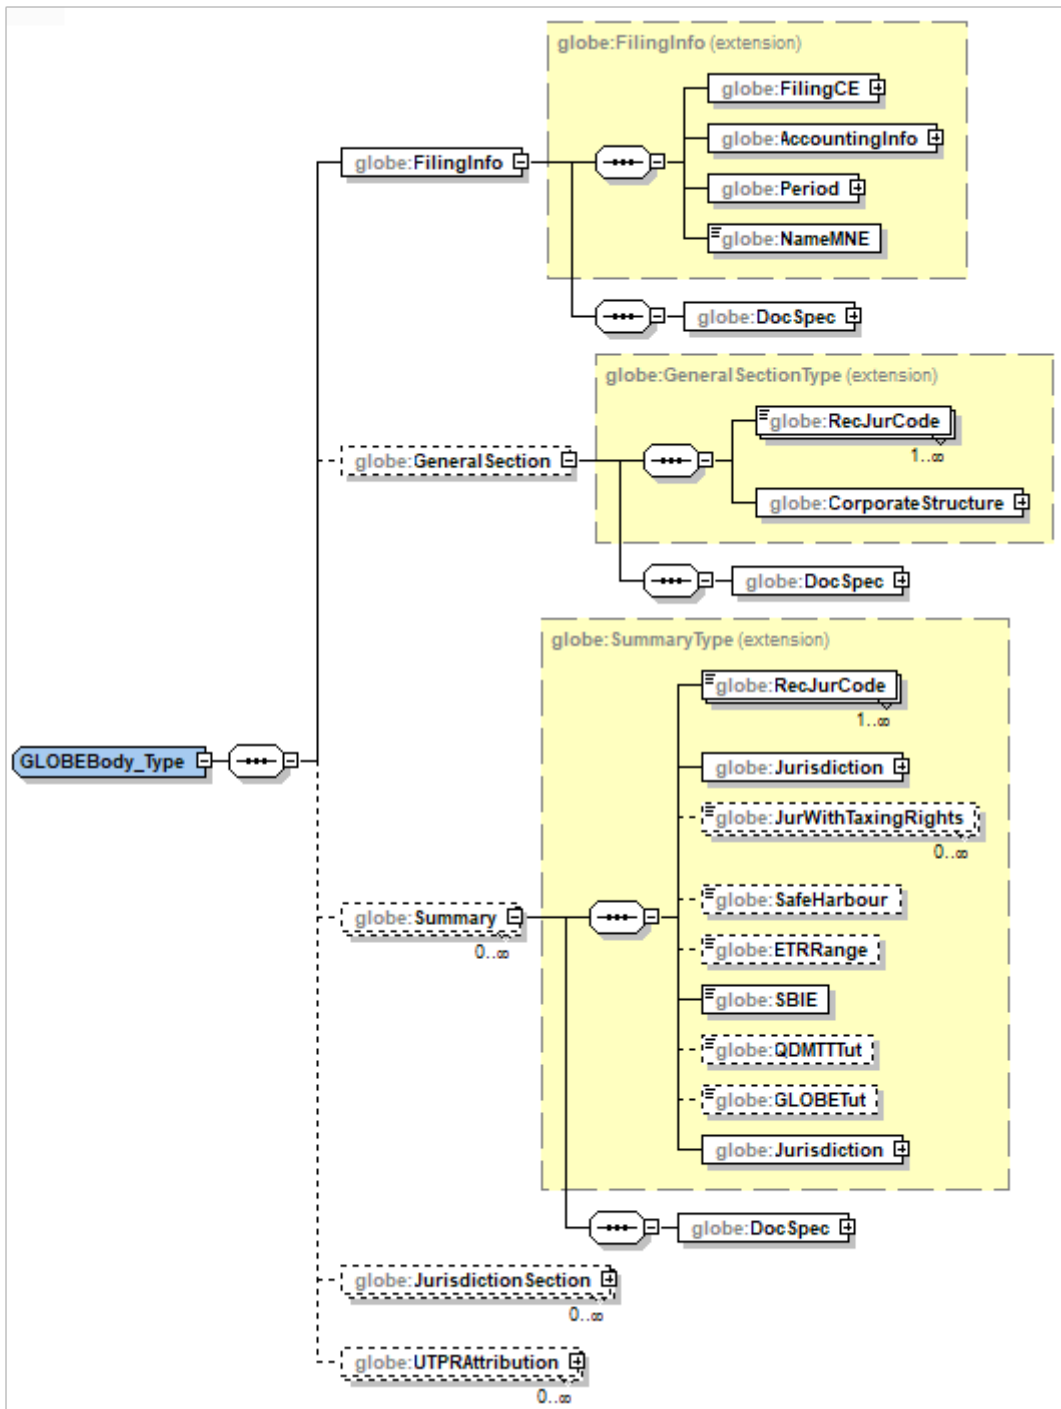 globe:FilingInfo (extension)
globe:FilingCE
globe:AccountingInfo
globe:FilingInfo
globe:Period
globe:NameMNE
globe:DocSpec
globe:GeneralSectionType (extension)
globe:RecJurCode
1..∞
globe:GeneralSection
globe:CorporateStructure
globe:DocSpec
globe:SummaryType (extension)
globe:RecJurCode
1..∞
GLOBEBody_Type
globe:Jurisdiction
globe:JurWithTaxingRights
0..∞
globe:SafeHarbour
globe:Summary
0..∞
globe:ETRRange
globe:SBIE
globe:QDMTTTut
globe:GLOBETut
globe:Jurisdiction
globe:DocSpec
globe:JurisdictionSection
0..∞
globe:UTPRAttribution
0..∞